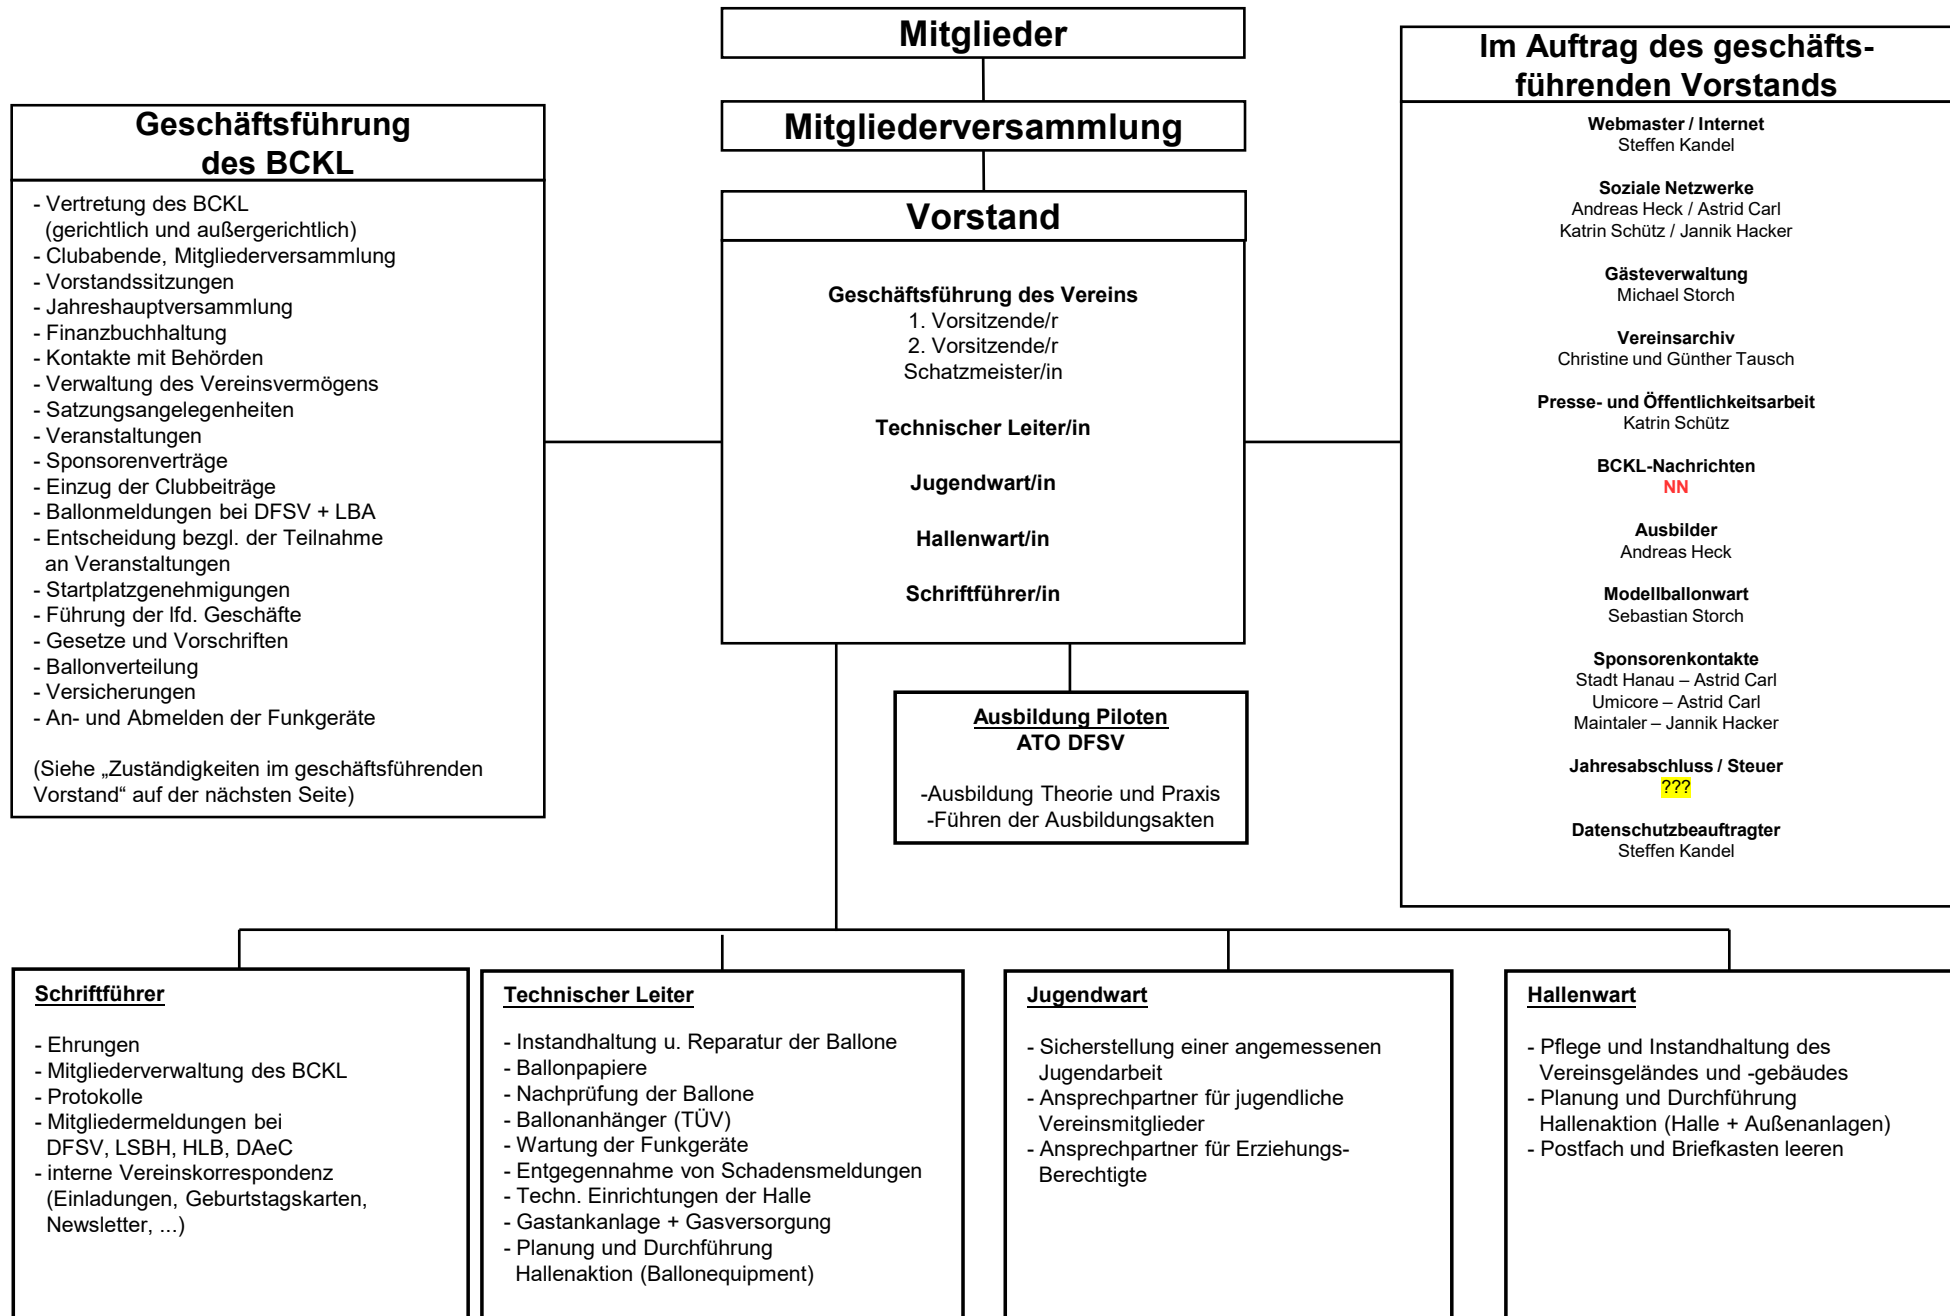 Mitglieder
Mitgliederversammlung
Geschäftsführung
des BCKL
- Vertretung des BCKL
(gerichtlich und außergerichtlich)
- Clubabende, Mitgliederversammlung
- Vorstandssitzungen
- Jahreshauptversammlung
- Finanzbuchhaltung
- Kontakte mit Behörden
- Verwaltung des Vereinsvermögens
- Satzungsangelegenheiten
- Veranstaltungen
- Sponsorenverträge
- Einzug der Clubbeiträge
- Ballonmeldungen bei DFSV + LBA
- Entscheidung bezgl. der Teilnahme
an Veranstaltungen
- Startplatzgenehmigungen
- Führung der lfd. Geschäfte
- Gesetze und Vorschriften
- Ballonverteilung
- Versicherungen
- An- und Abmelden der Funkgeräte
(Siehe „Zuständigkeiten im geschäftsführenden
Vorstand“ auf der nächsten Seite)
Vorstand
Geschäftsführung des Vereins
1. Vorsitzende/r
2. Vorsitzende/r
Schatzmeister/in
Technischer Leiter/in
Jugendwart/in
Hallenwart/in
Schriftführer/in
Ausbildung Piloten
ATO DFSV
-Ausbildung Theorie und Praxis
-Führen der Ausbildungsakten
Im Auftrag des geschäfts-
führenden Vorstands
Webmaster / Internet
Steffen Kandel
Soziale Netzwerke
Andreas Heck / Astrid Carl
Katrin Schütz / Jannik Hacker
Gästeverwaltung
Michael Storch
Vereinsarchiv
Christine und Günther Tausch
Presse- und Öffentlichkeitsarbeit
Katrin Schütz
BCKL-Nachrichten
NN
Ausbilder
Andreas Heck
Modellballonwart
Sebastian Storch
Sponsorenkontakte
Stadt Hanau – Astrid Carl
Umicore – Astrid Carl
Maintaler – Jannik Hacker
Jahresabschluss / Steuer
???
Datenschutzbeauftragter
Steffen Kandel
Schriftführer
- Ehrungen
- Mitgliederverwaltung des BCKL
- Protokolle
- Mitgliedermeldungen bei
DFSV, LSBH, HLB, DAeC
- interne Vereinskorrespondenz
(Einladungen, Geburtstagskarten,
Newsletter, ...)
Technischer Leiter
- Instandhaltung u. Reparatur der Ballone
- Ballonpapiere
- Nachprüfung der Ballone
- Ballonanhänger (TÜV)
- Wartung der Funkgeräte
- Entgegennahme von Schadensmeldungen
- Techn. Einrichtungen der Halle
- Gastankanlage + Gasversorgung
- Planung und Durchführung
Hallenaktion (Ballonequipment)
Jugendwart
- Sicherstellung einer angemessenen
Jugendarbeit
- Ansprechpartner für jugendliche
Vereinsmitglieder
- Ansprechpartner für Erziehungs-
Berechtigte
Hallenwart
- Pflege und Instandhaltung des
Vereinsgeländes und -gebäudes
- Planung und Durchführung
Hallenaktion (Halle + Außenanlagen)
- Postfach und Briefkasten leeren